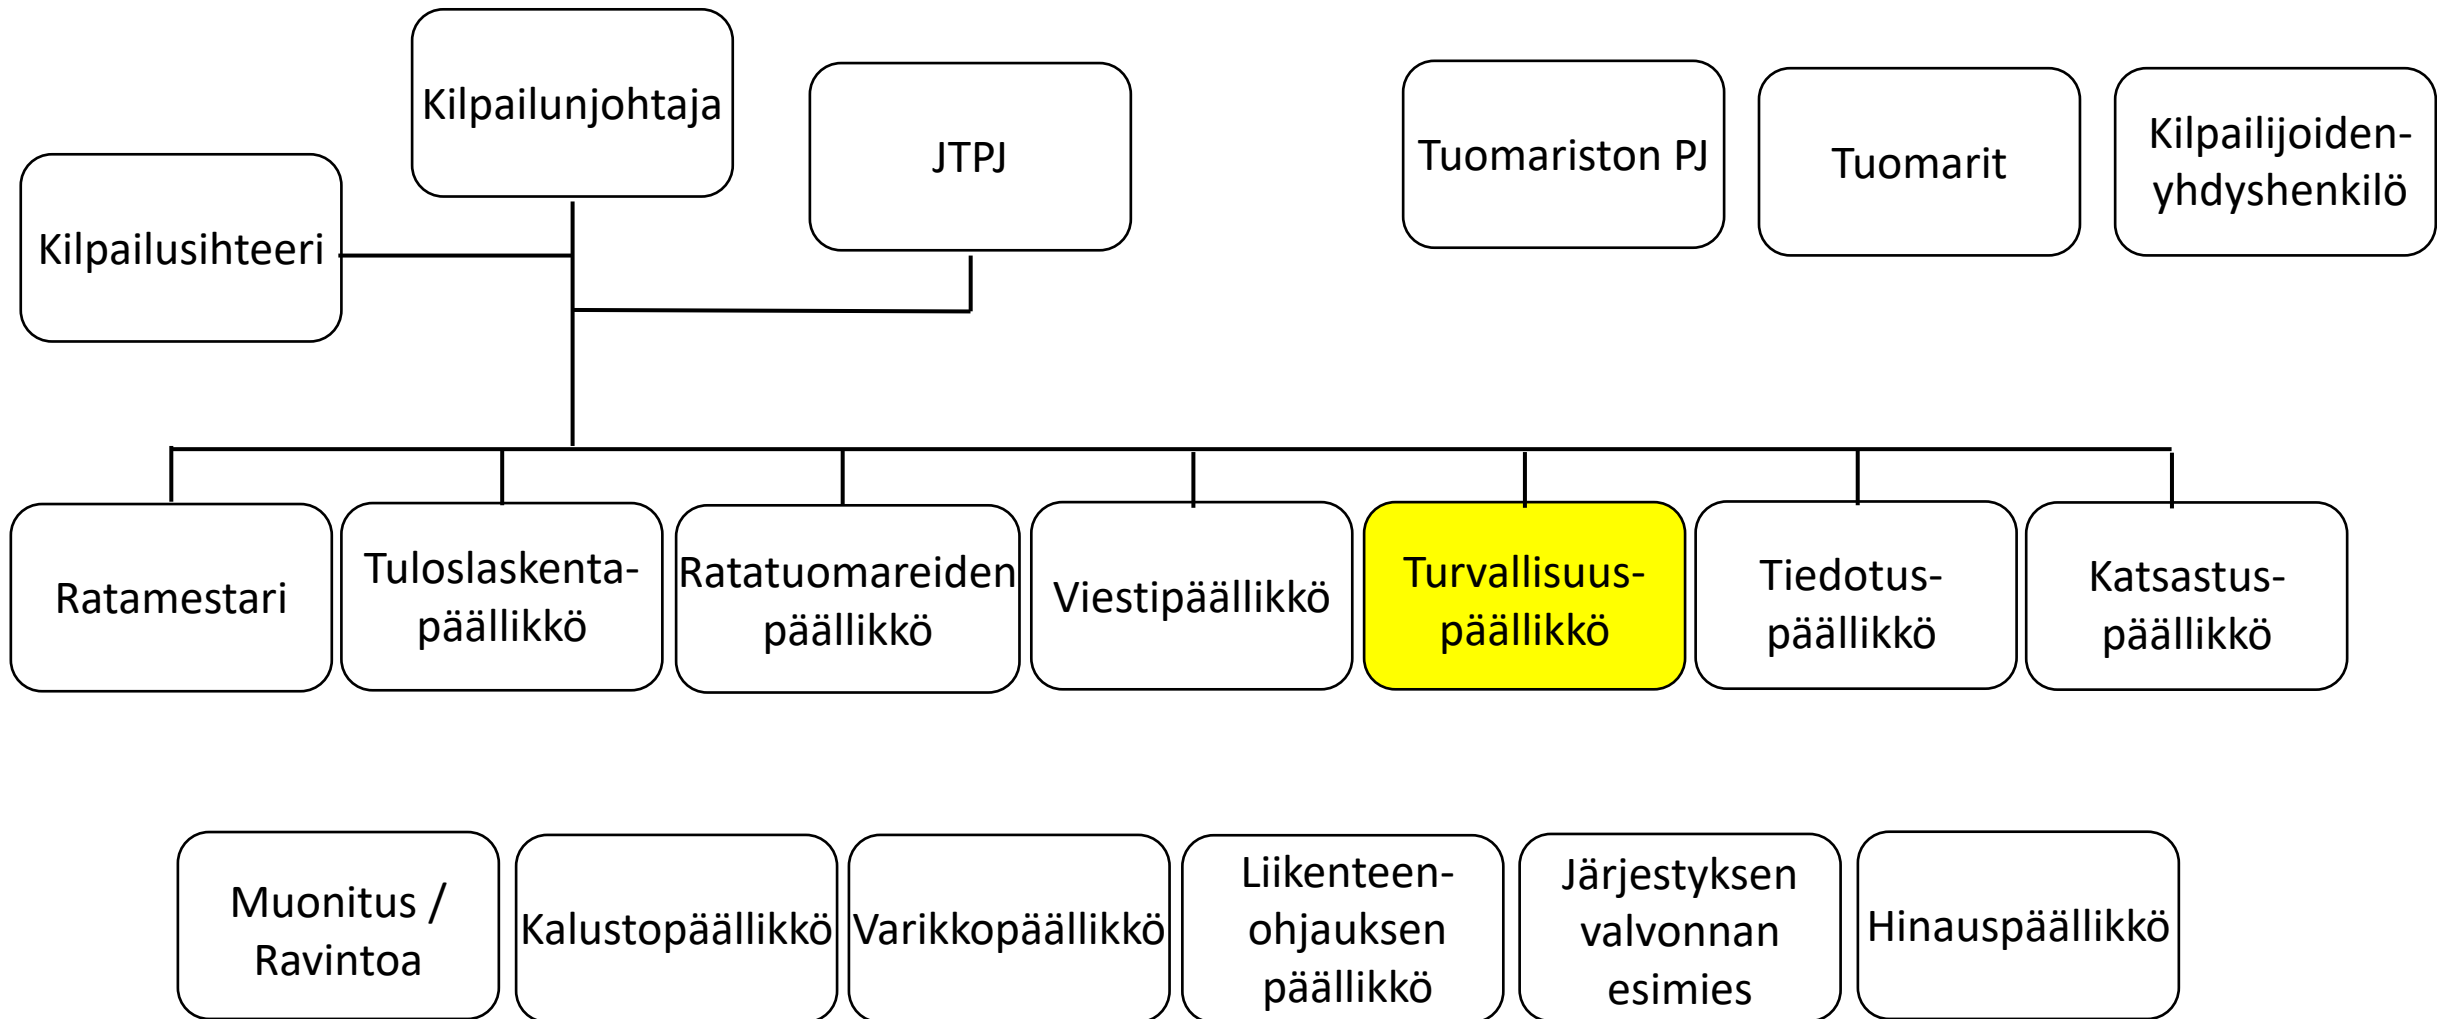 Kilpailunjohtaja
Kilpailusihteeri
JTPJ
Tuomariston PJ
Tuomarit
Kilpailijoiden-
yhdyshenkilö
Ratamestari
Tuloslaskenta-
päällikkö
Ratatuomareiden
päällikkö
Viestipäällikkö
Turvallisuus-
päällikkö
Tiedotus-
päällikkö
Katsastus-
päällikkö
Muonitus /
Ravintoa
Kalustopäällikkö
Varikkopäällikkö
Liikenteen-
ohjauksen
päällikkö
Järjestyksen
valvonnan
esimies
Hinauspäällikkö